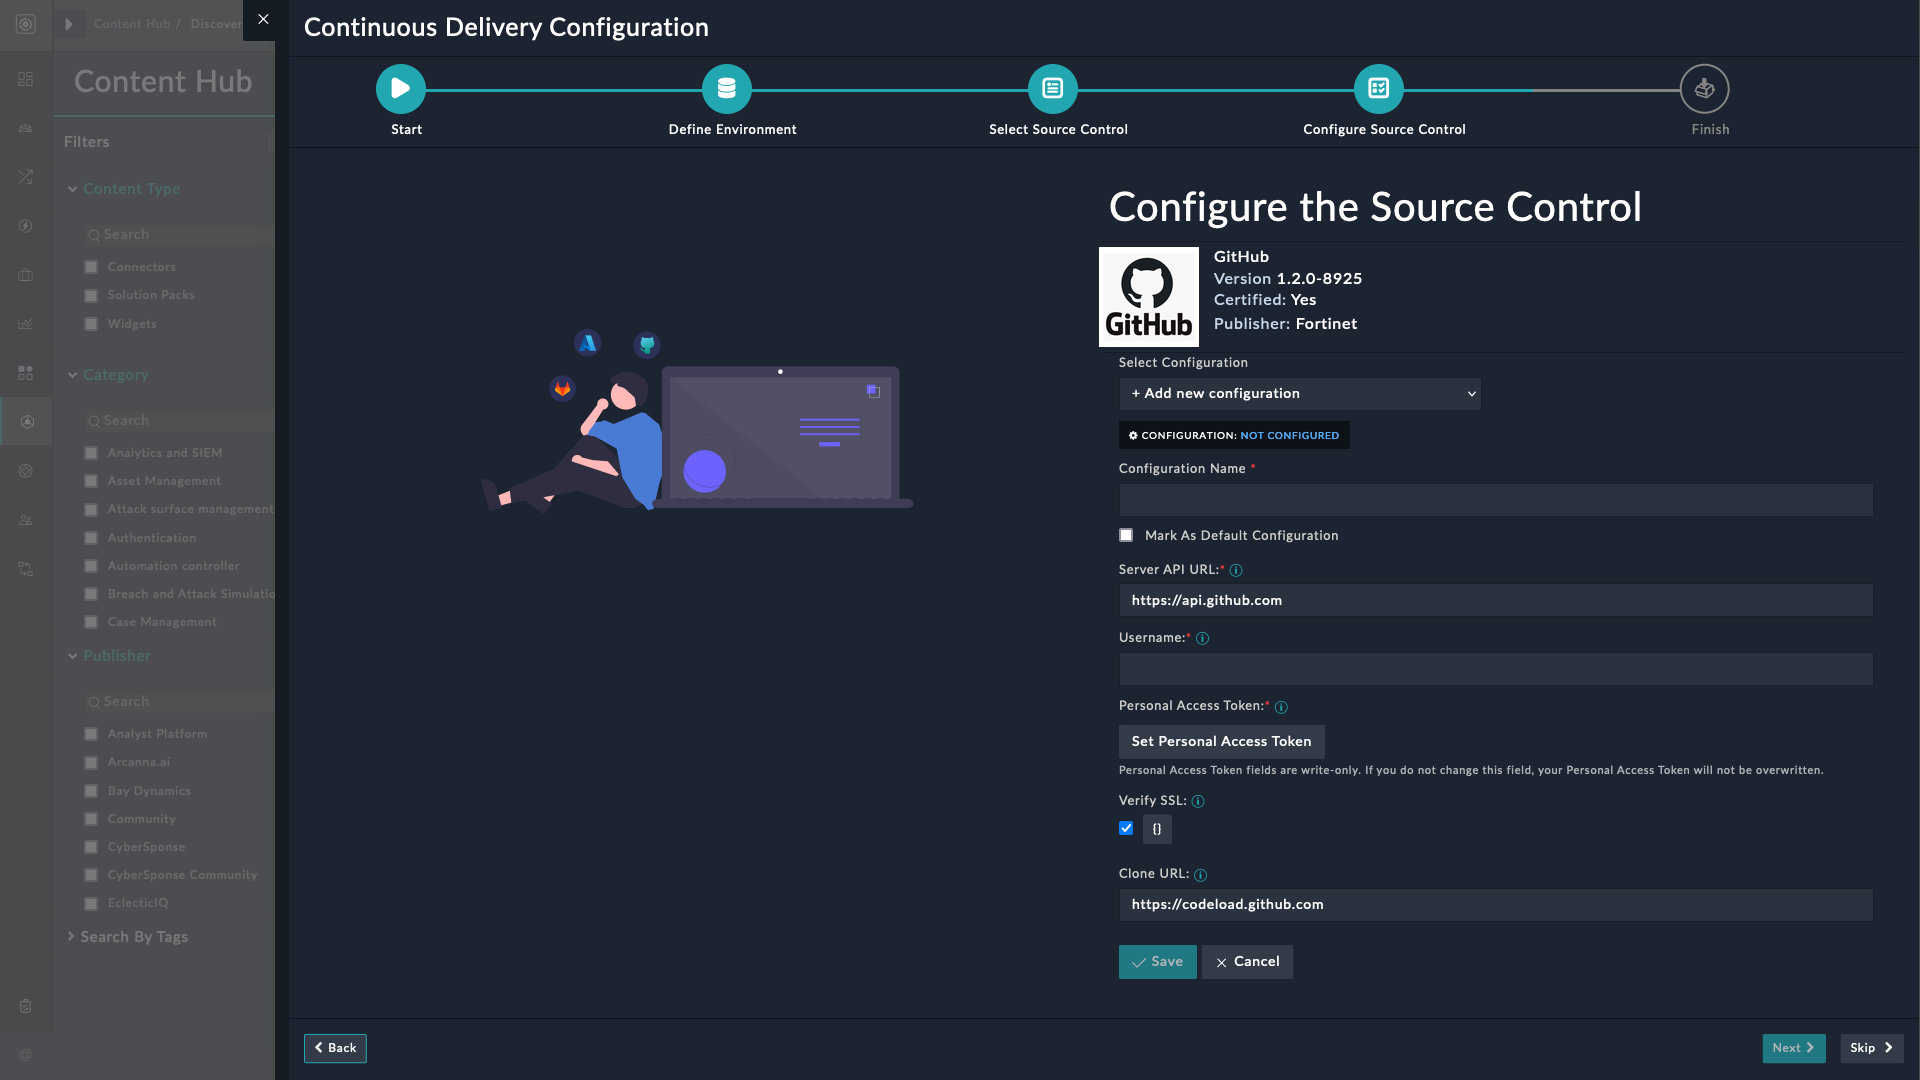 Content Hub / Discover
Continuous Delivery Configuration
Content Hub
Start
Define Environment
Select Source Control
Configure Source Control
Finish
Filters
Content Type
Search
Connectors
Solution Packs
Widgets
Category
Search
Analytics and SIEM
Asset Management
Attack surface management
Authentication
Automation controller
Breach and Attack Simulatio
Case Management
Publisher
Search
Analyst Platform
Arcanna.ai
Bay Dynamics
Community
CyberSponse
CyberSponse Community
EclecticIQ
Search By Tags
Configure the Source Control
GitHub
GitHub
Version 1.2.0-8925
Certified: Yes
Publisher: Fortinet
Select Configuration
+ Add new configuration
CONFIGURATION: NOT CONFIGURED
Configuration Name *
Mark As Default Configuration
Server API URL:*
https://api.github.com
Username:*
Personal Access Token:*
Set Personal Access Token
Personal Access Token fields are write-only. If you do not change this field, your Personal Access Token will not be overwritten.
Verify SSL:
{}
Clone URL:
https://codeload.github.com
Save
Cancel
Back
Next
Skip